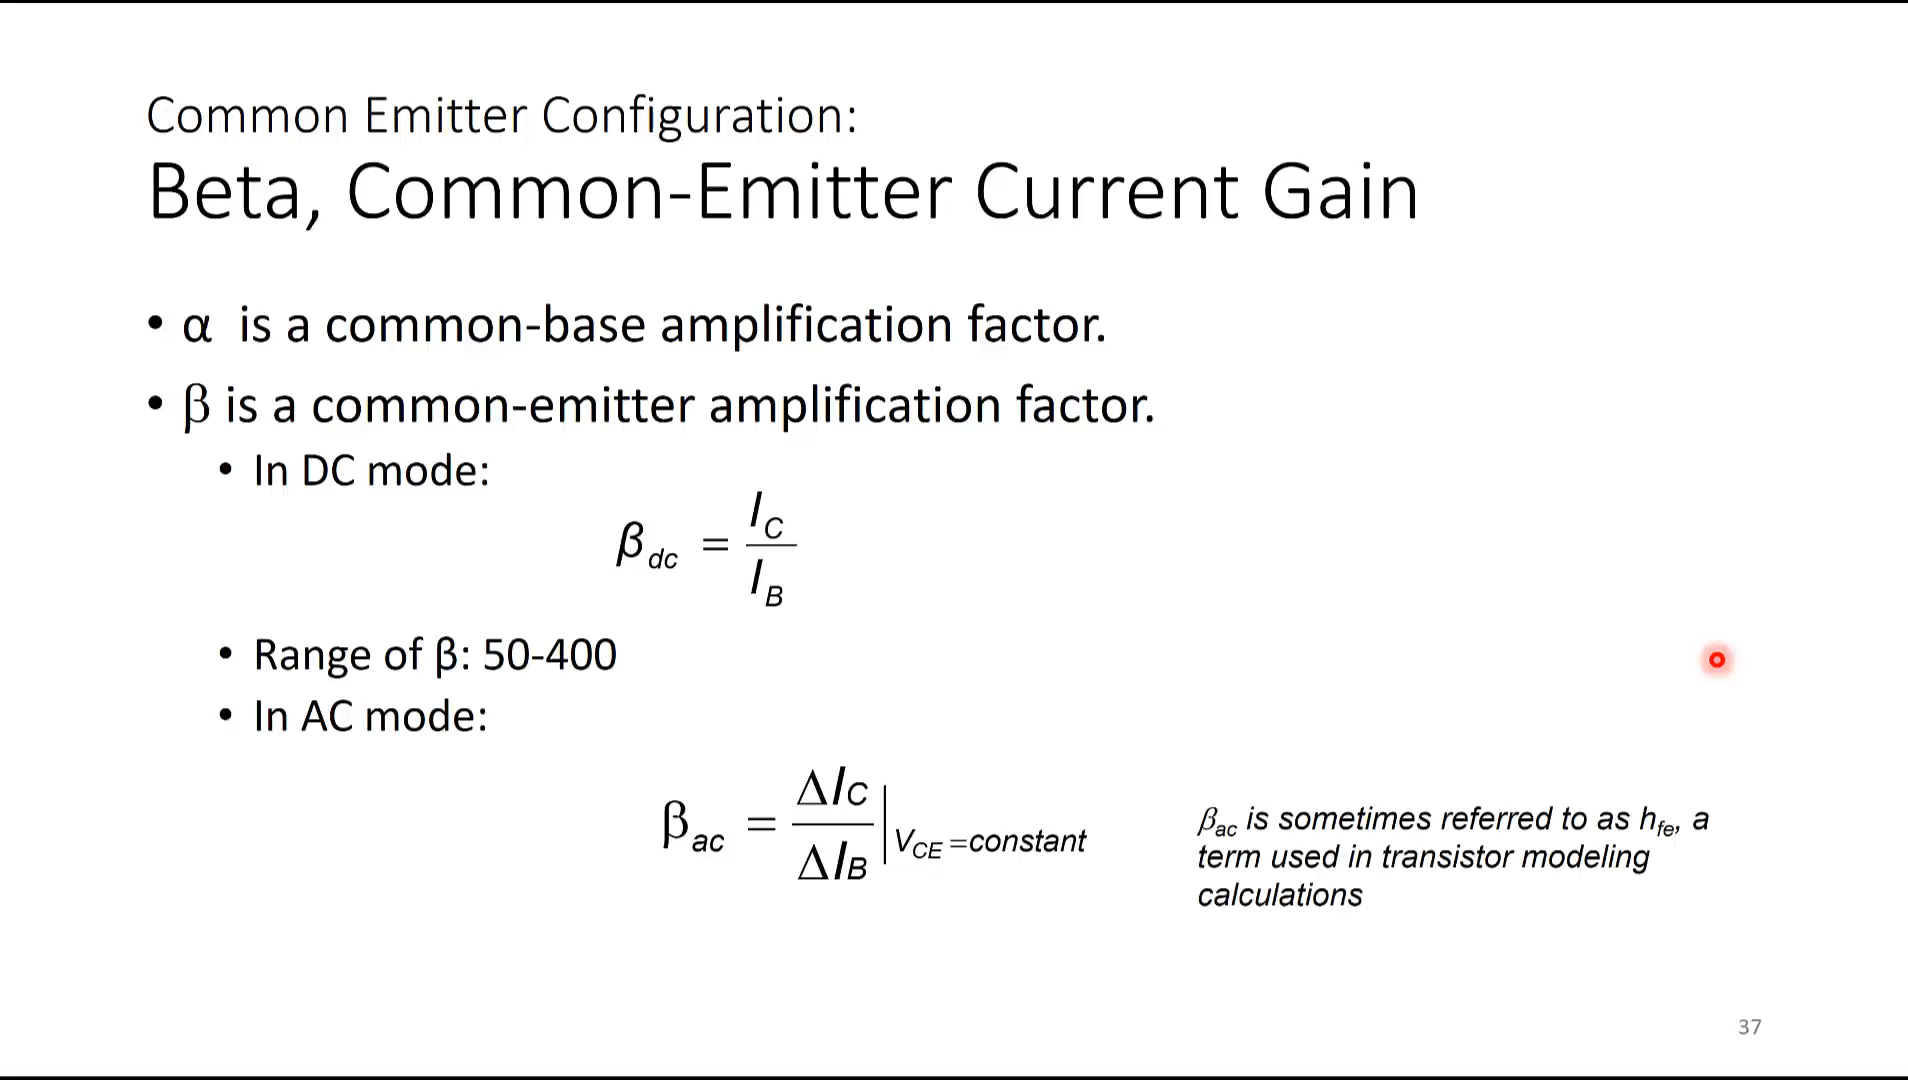 Common Emitter Configuration:
Beta, Common-Emitter Current Gain
• α is a common-base amplification factor.
• β is a common-emitter amplification factor.
• In DC mode:
β_dc = I_C / I_B
• Range of β: 50-400
• In AC mode:
β_ac = ΔI_C / ΔI_B | V_CE =constant
β_ac is sometimes referred to as h_fe, a
term used in transistor modeling
calculations
37